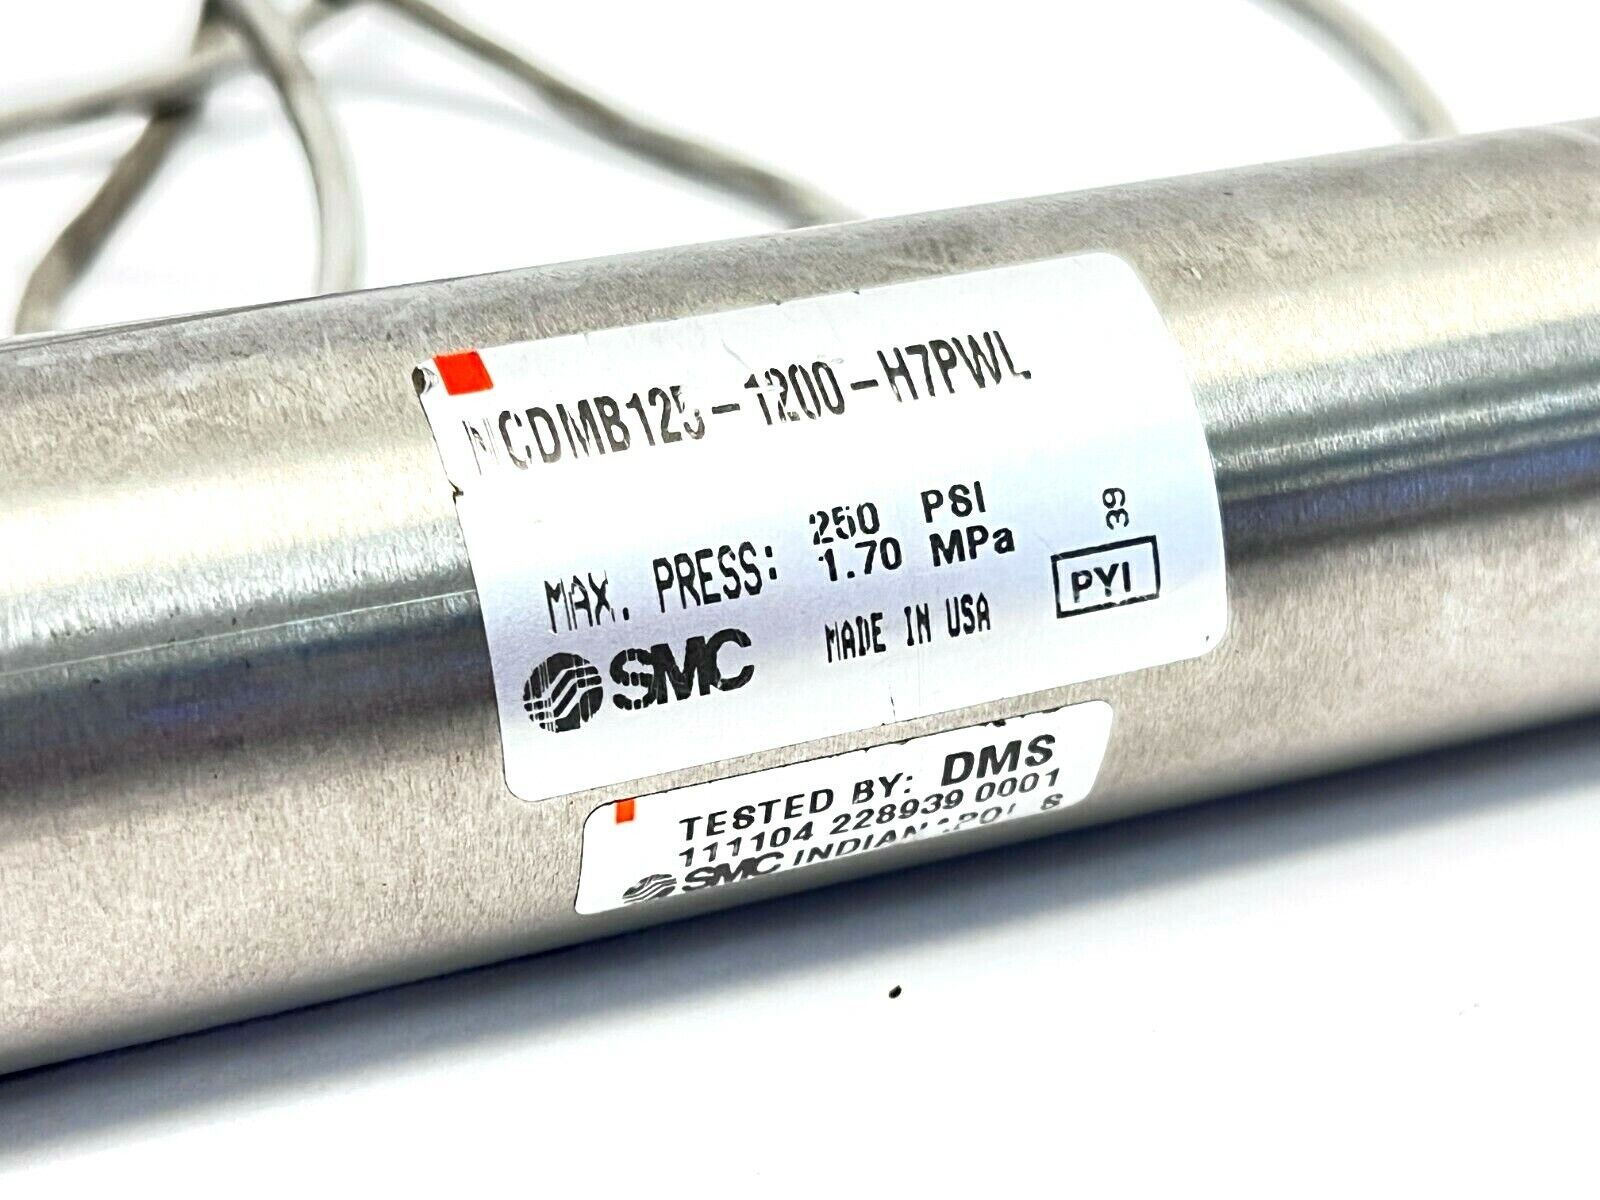 NCDMB125-1200-H7PWL
MAX. PRESS: 250 PSI
1.70 MPa
39
PYI
SMC MADE IN USA
TESTED BY: DMS
111104 228939 0001
SMC INDIANAPOLIS